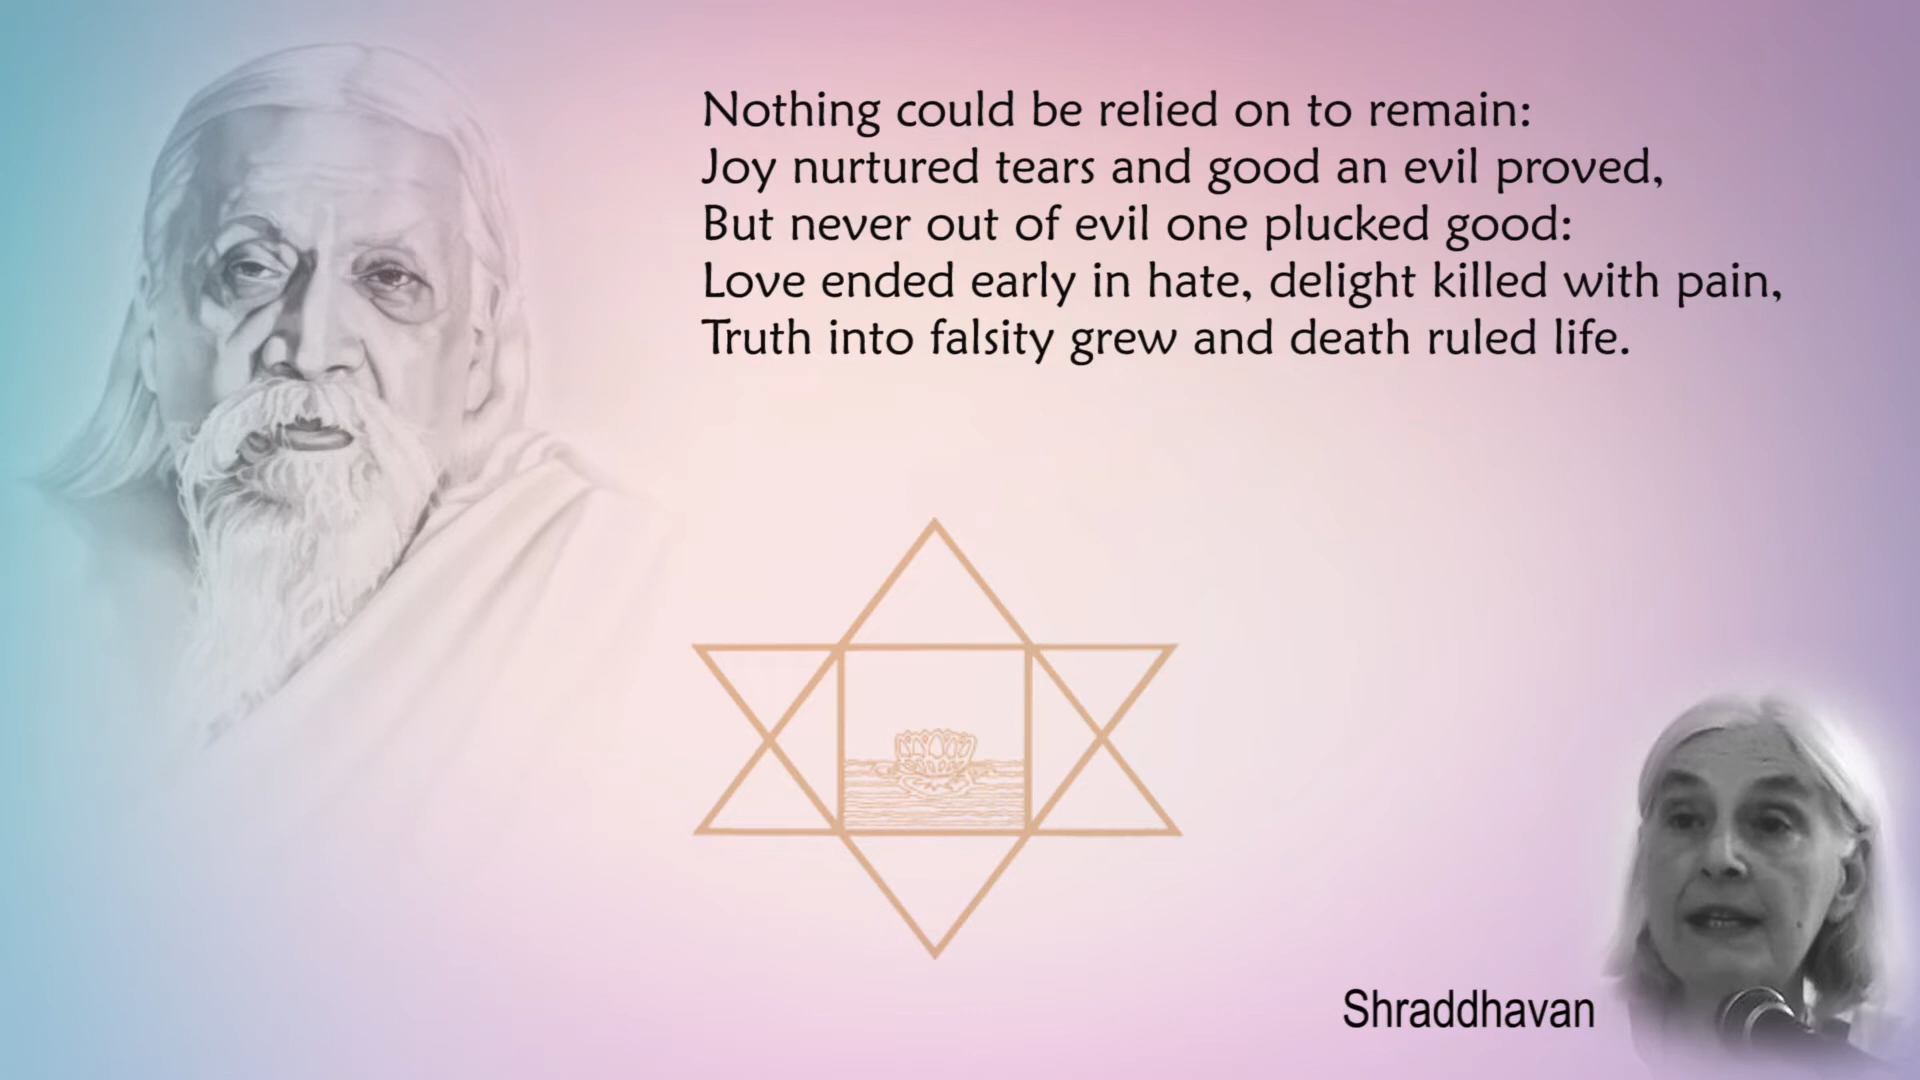 Nothing could be relied on to remain:
Joy nurtured tears and good an evil proved,
But never out of evil one plucked good:
Love ended early in hate, delight killed with pain,
Truth into falsity grew and death ruled life.
Shraddhavan